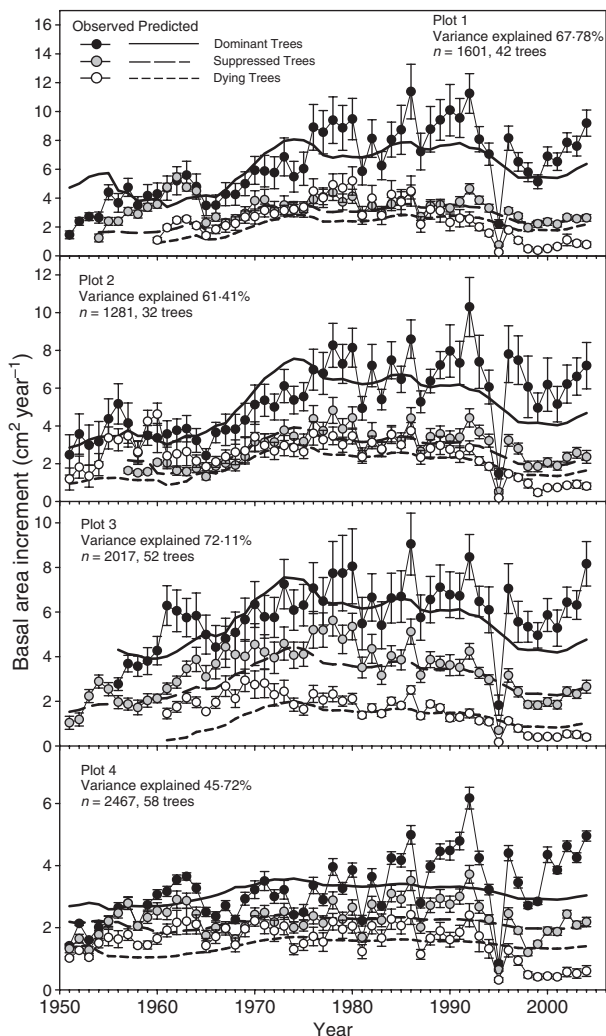 Observed Predicted
Dominant Trees
Suppressed Trees
Dying Trees
Plot 1
Variance explained 67·78%
n = 1601, 42 trees
16
14
12
10
8
6
4
2
0
Plot 2
Variance explained 61·41%
n = 1281, 32 trees
12
10
8
6
4
2
0
Plot 3
Variance explained 72·11%
n = 2017, 52 trees
10
8
6
4
2
0
Plot 4
Variance explained 45·72%
n = 2467, 58 trees
6
4
2
0
Basal area increment (cm² year⁻¹)
1950 1960 1970 1980 1990 2000
Year